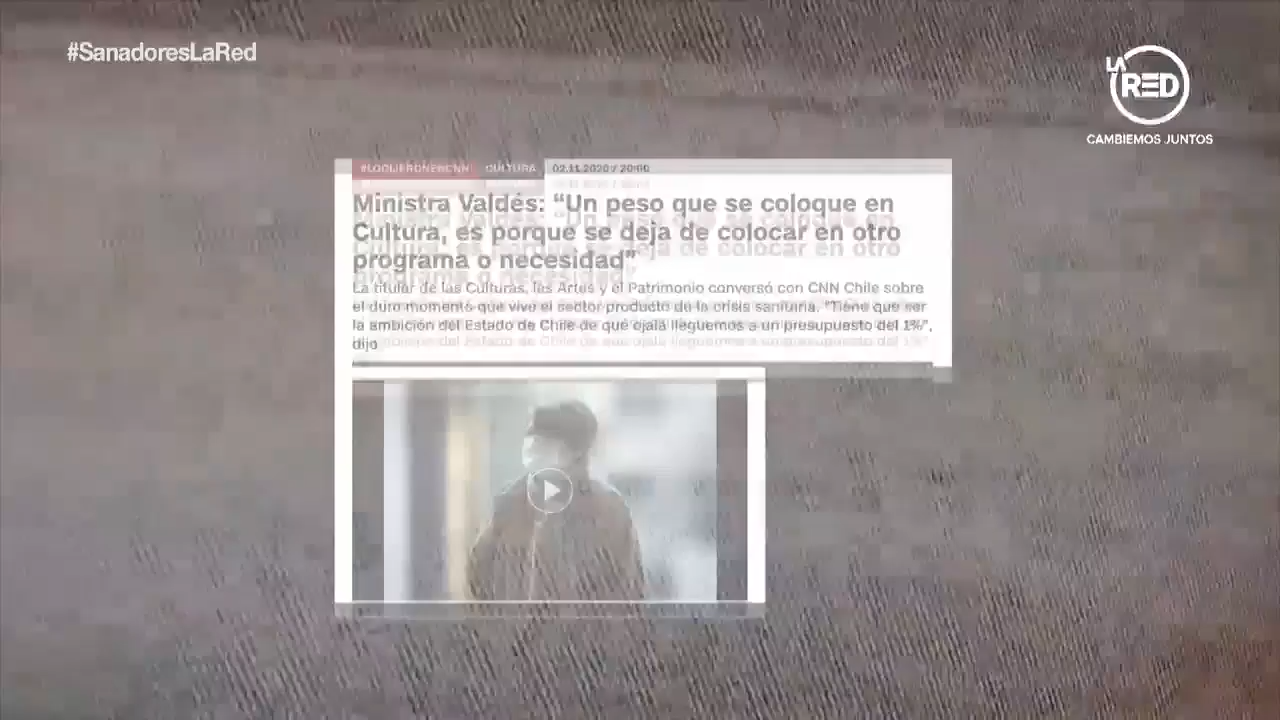 #SanadoresLaRed
LA RED
CAMBIEMOS JUNTOS
#LOQUIERONENCNN CULTURA 02.11.2020 / 20:00
Ministra Valdés: “Un peso que se coloque en
Cultura, es porque se deja de colocar en otro
programa o necesidad”
La titular de las Culturas, las Artes y el Patrimonio conversó con CNN Chile sobre
el duro momento que vive el sector producto de la crisis sanitaria. “Tiene que ser
la ambición del Estado de Chile de que ojalá lleguemos a un presupuesto del 1%”,
dijo